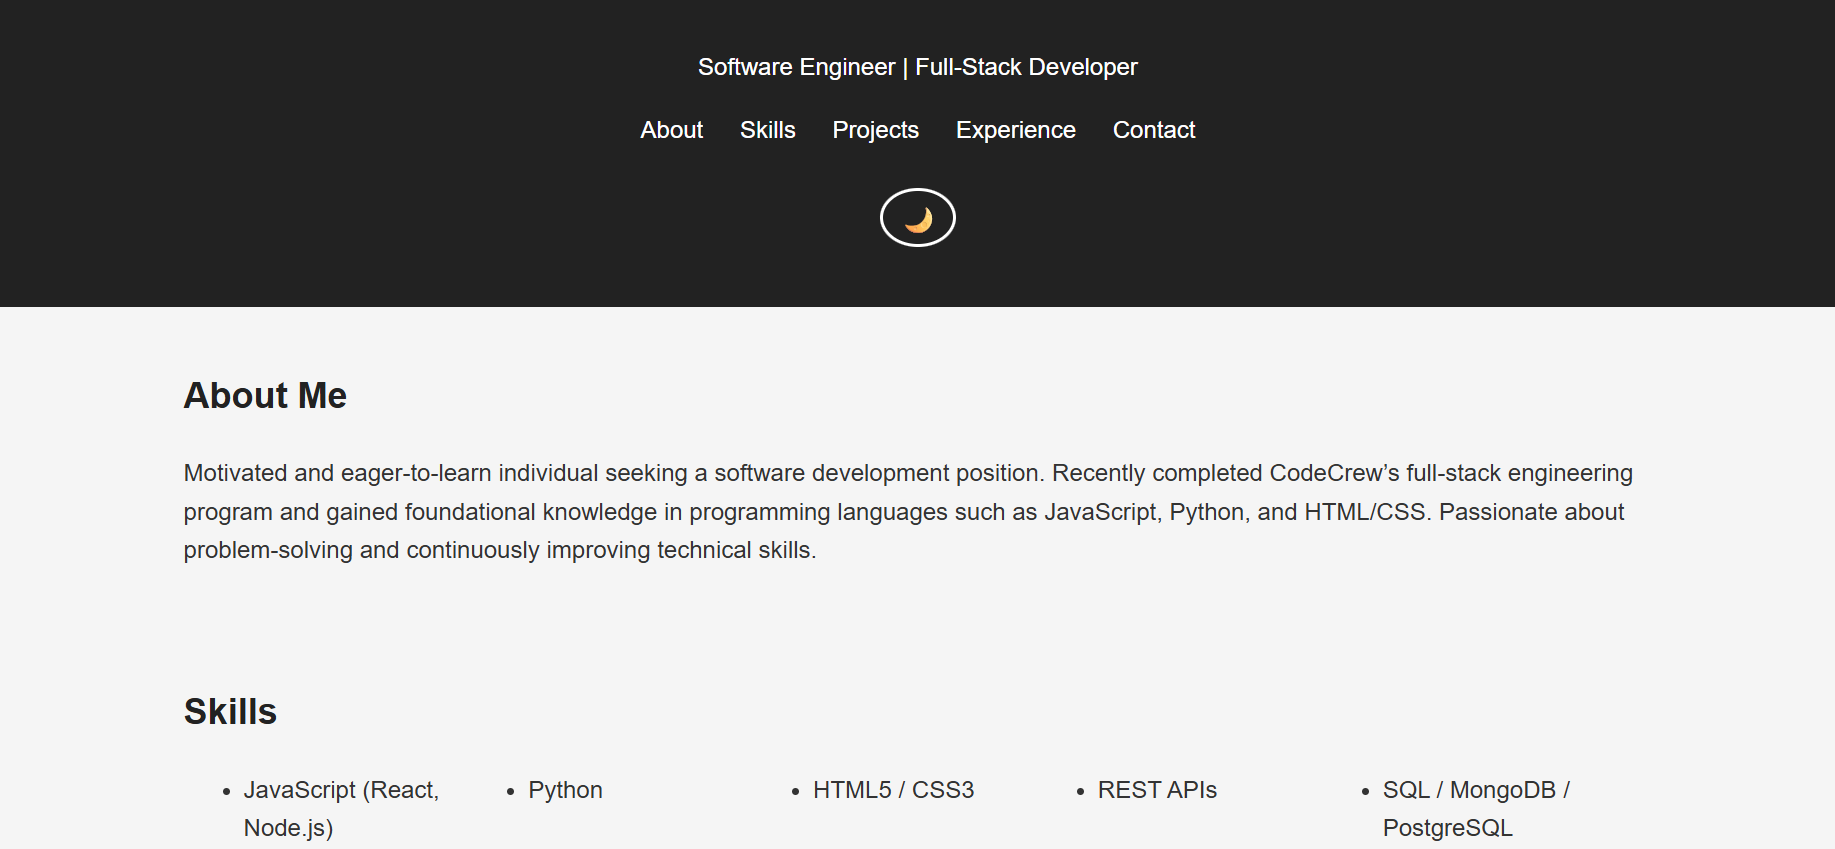 Software Engineer | Full-Stack Developer
About Skills Projects Experience Contact
About Me
Motivated and eager-to-learn individual seeking a software development position. Recently completed CodeCrew’s full-stack engineering
program and gained foundational knowledge in programming languages such as JavaScript, Python, and HTML/CSS. Passionate about
problem-solving and continuously improving technical skills.
Skills
• JavaScript (React,
Node.js)
• Python
• HTML5 / CSS3
• REST APIs
• SQL / MongoDB /
PostgreSQL